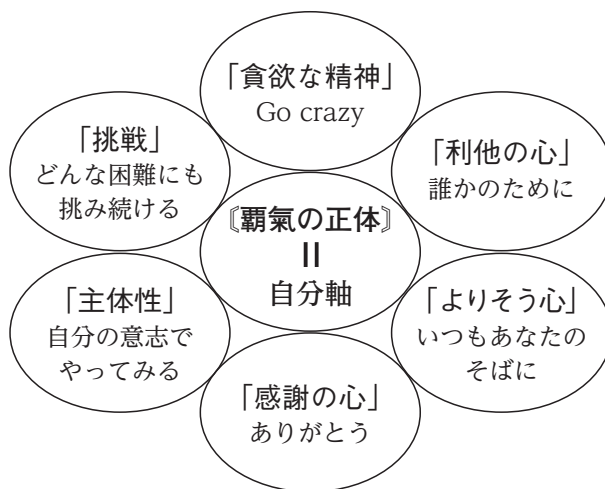 「貪欲な精神」
Go crazy
「挑戦」
どんな困難にも
挑み続ける
「利他の心」
誰かのために
〘覇氣の正体〙
=
自分軸
「主体性」
自分の意志で
やってみる
「よりそう心」
いつもあなたの
そばに
「感謝の心」
ありがとう